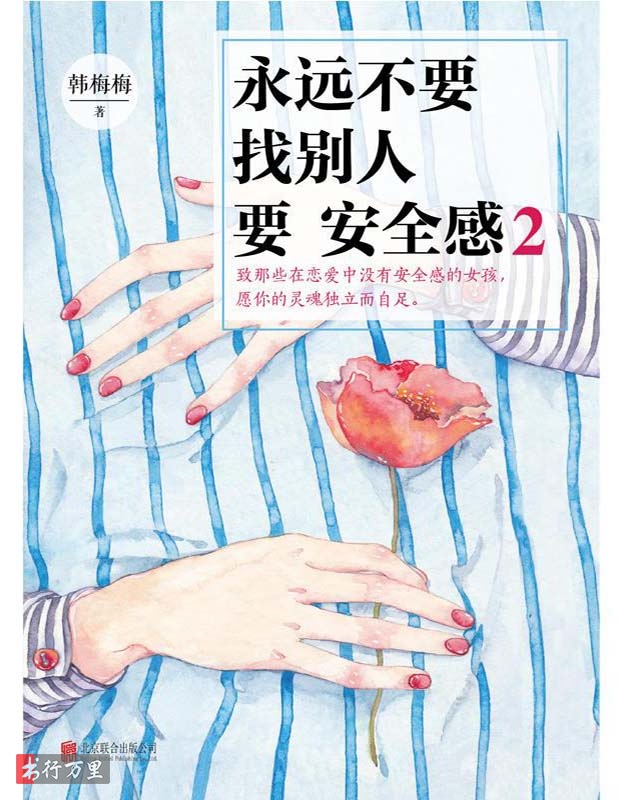 韩梅梅
著
永远不要
找别人
要 安全感2
致那些在恋爱中没有安全感的女孩，
愿你的灵魂独立而自足。
北京联合出版公司
书行万里